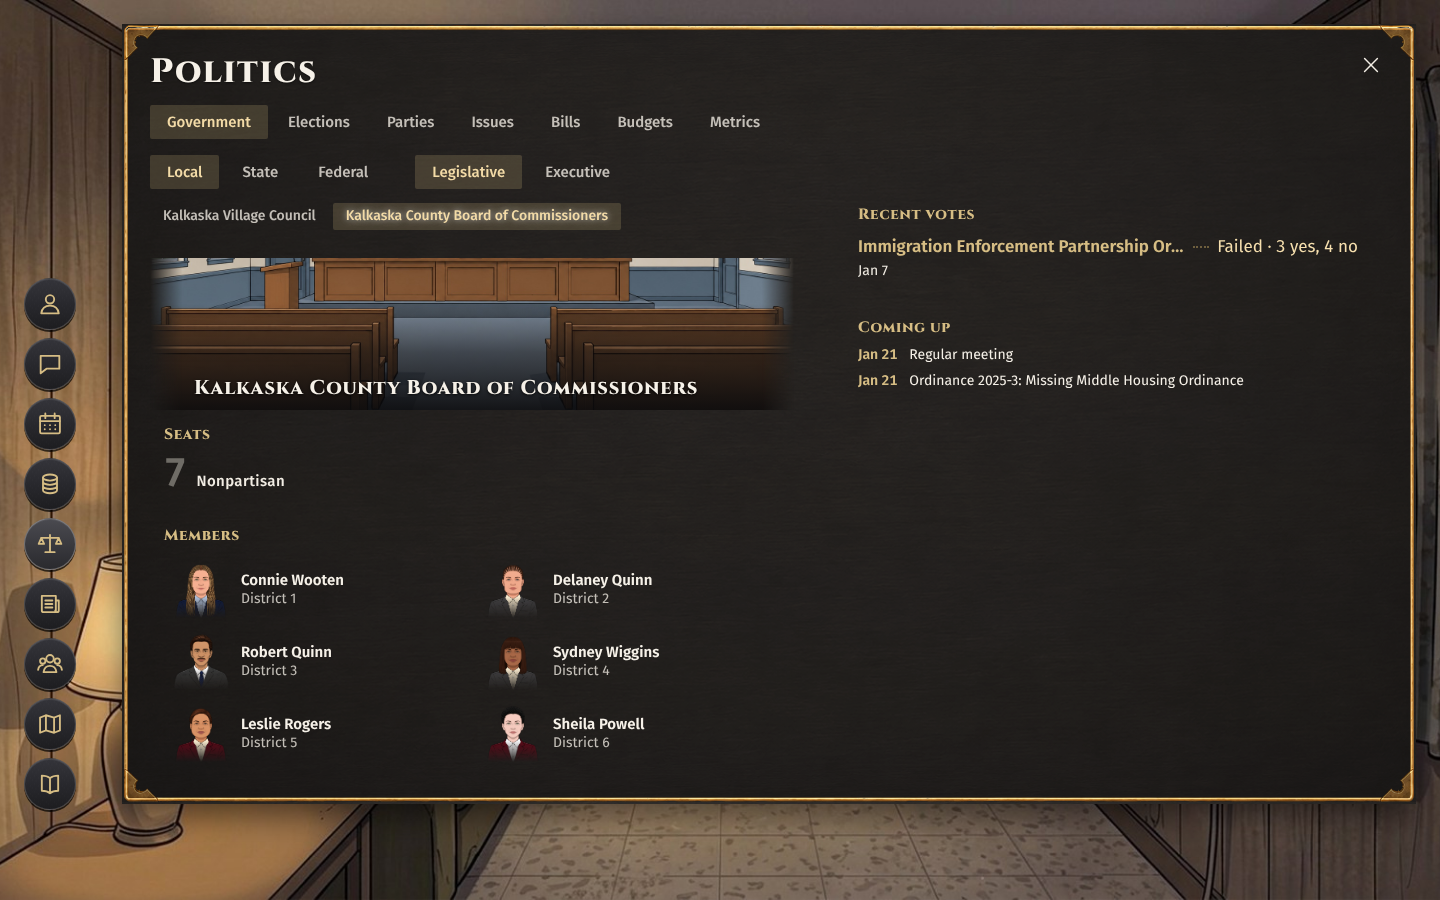 Politics
Government Elections Parties Issues Bills Budgets Metrics
Local State Federal Legislative Executive
Kalkaska Village Council Kalkaska County Board of Commissioners
Kalkaska County Board of Commissioners
Seats
7 Nonpartisan
Members
Connie Wooten
District 1
Delaney Quinn
District 2
Robert Quinn
District 3
Sydney Wiggins
District 4
Leslie Rogers
District 5
Sheila Powell
District 6
Recent votes
Immigration Enforcement Partnership Or... Failed · 3 yes, 4 no
Jan 7
Coming up
Jan 21 Regular meeting
Jan 21 Ordinance 2025-3: Missing Middle Housing Ordinance